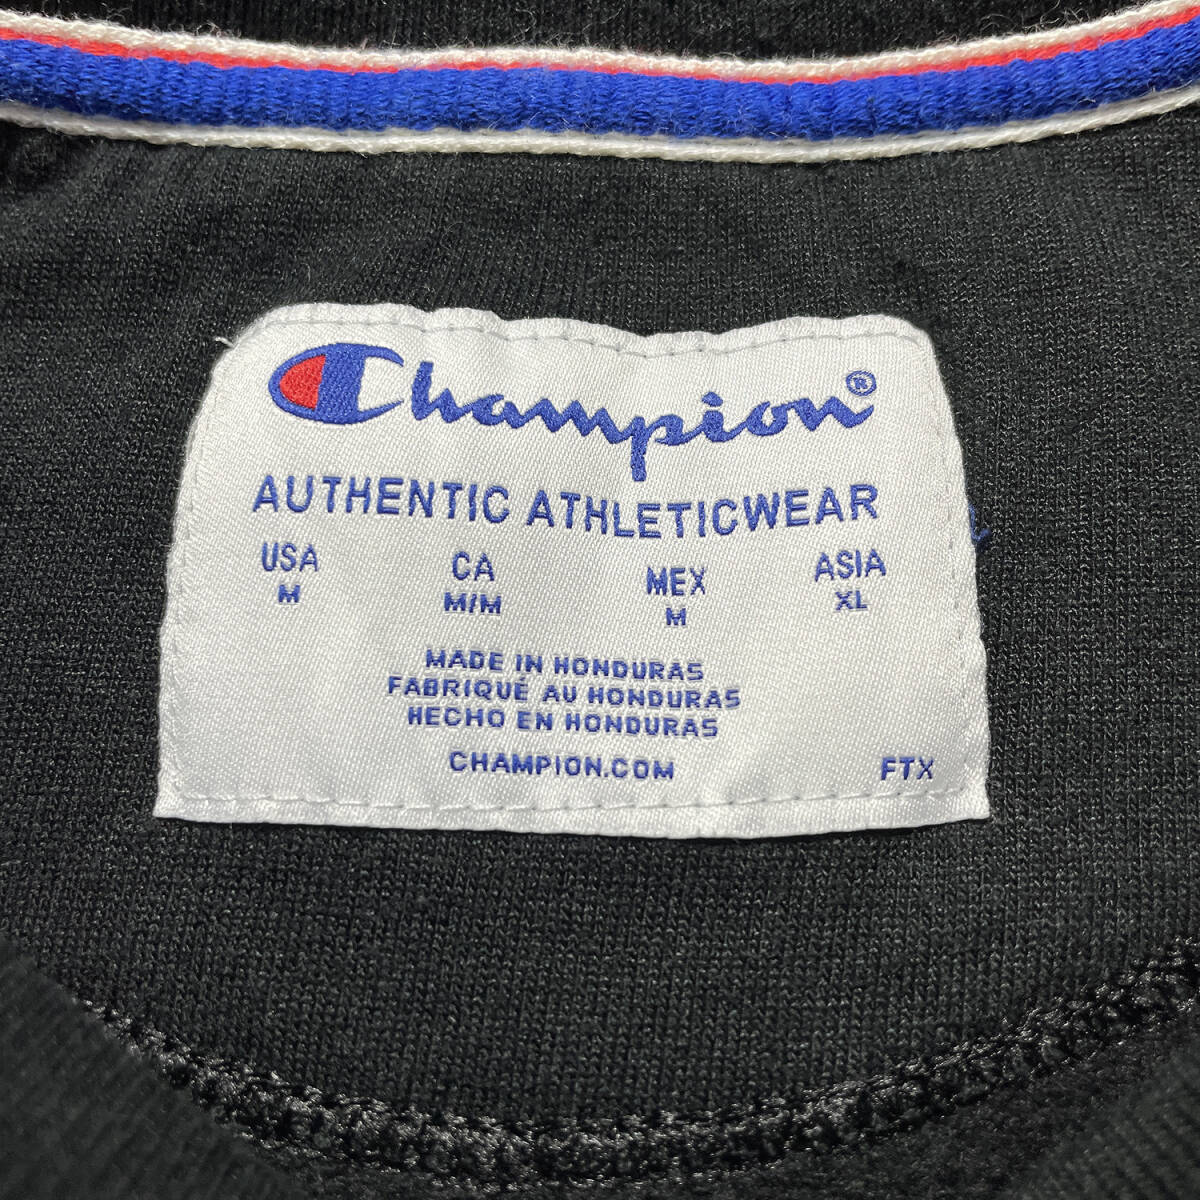 Champion®
AUTHENTIC ATHLETICWEAR
USA CA MEX ASIA
M M/M M XL
MADE IN HONDURAS
FABRIQUÉ AU HONDURAS
HECHO EN HONDURAS
CHAMPION.COM FTX